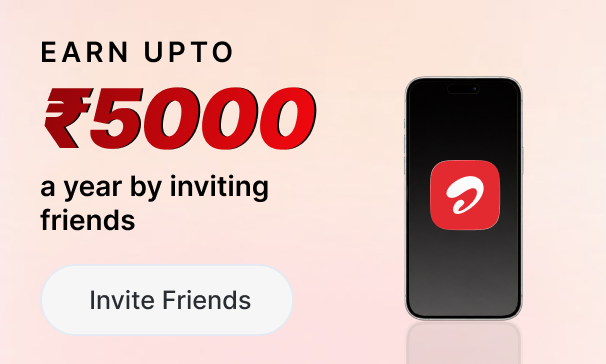 EARN UPTO
₹5000
a year by inviting
friends
Invite Friends